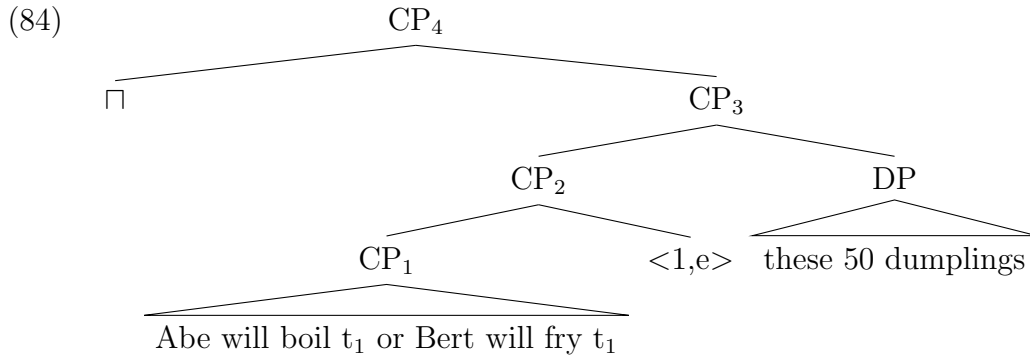 (84) CP₄
⊓ CP₃
CP₂ DP
CP₁ <1,e> these 50 dumplings
Abe will boil t₁ or Bert will fry t₁